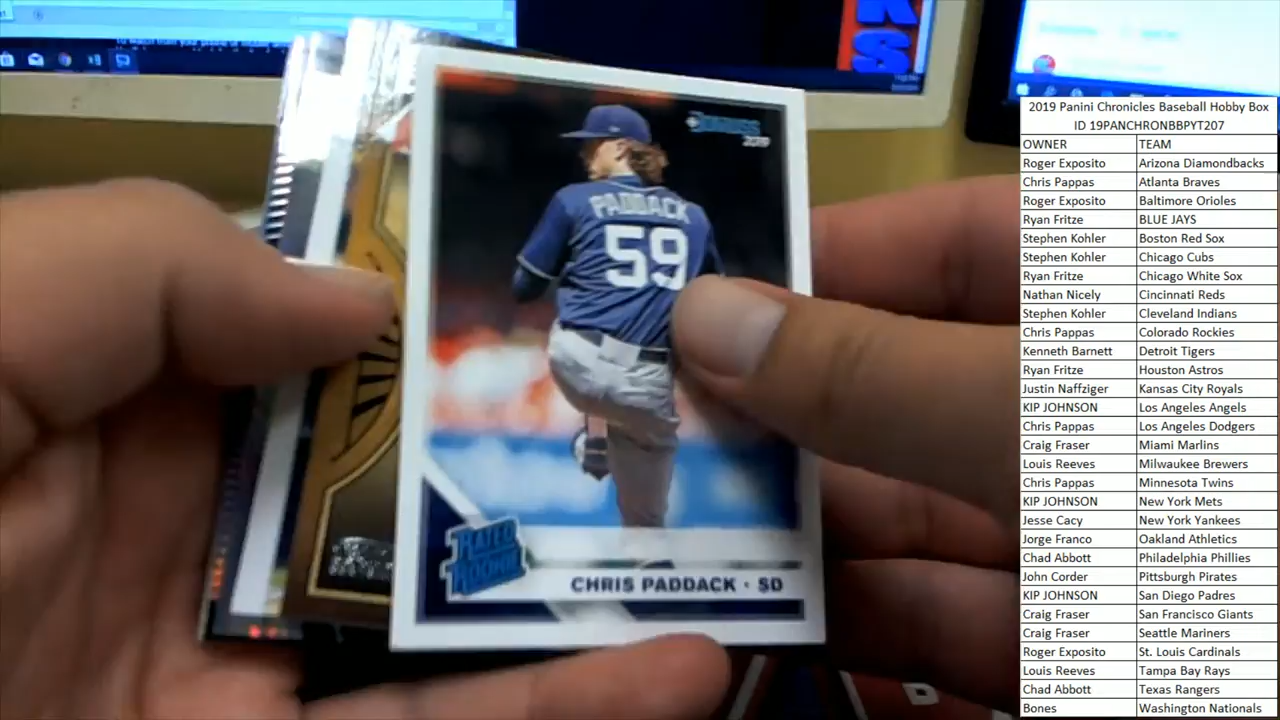 K
S
DONRUSS
2019
PADDACK
59
RATED
ROOKIE
CHRIS PADDACK · SD
2019 Panini Chronicles Baseball Hobby Box
ID 19PANCHRONBBPYT207
OWNER TEAM
Roger Exposito Arizona Diamondbacks
Chris Pappas Atlanta Braves
Roger Exposito Baltimore Orioles
Ryan Fritze BLUE JAYS
Stephen Kohler Boston Red Sox
Stephen Kohler Chicago Cubs
Ryan Fritze Chicago White Sox
Nathan Nicely Cincinnati Reds
Stephen Kohler Cleveland Indians
Chris Pappas Colorado Rockies
Kenneth Barnett Detroit Tigers
Ryan Fritze Houston Astros
Justin Naffziger Kansas City Royals
KIP JOHNSON Los Angeles Angels
Chris Pappas Los Angeles Dodgers
Craig Fraser Miami Marlins
Louis Reeves Milwaukee Brewers
Chris Pappas Minnesota Twins
KIP JOHNSON New York Mets
Jesse Cacy New York Yankees
Jorge Franco Oakland Athletics
Chad Abbott Philadelphia Phillies
John Corder Pittsburgh Pirates
KIP JOHNSON San Diego Padres
Craig Fraser San Francisco Giants
Craig Fraser Seattle Mariners
Roger Exposito St. Louis Cardinals
Louis Reeves Tampa Bay Rays
Chad Abbott Texas Rangers
Bones Washington Nationals